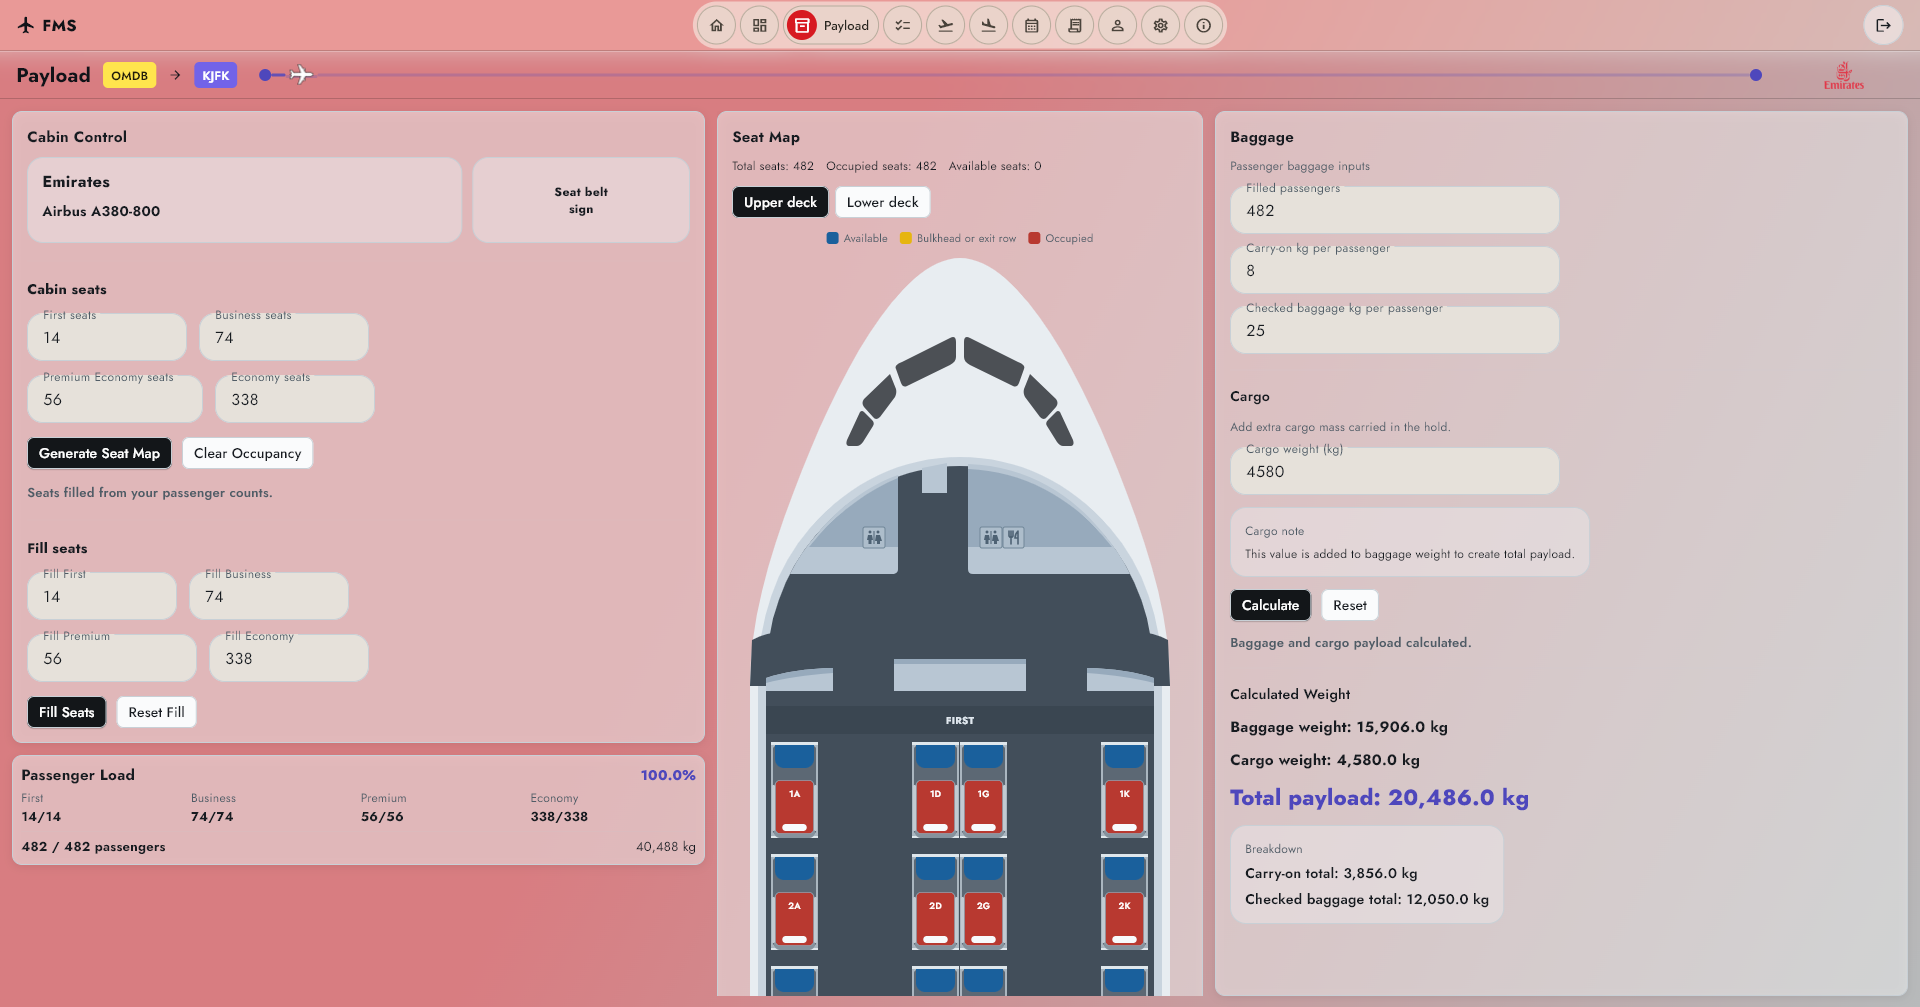 FMS
Payload
Payload
OMDB
KJFK
Emirates
Cabin Control
Emirates
Airbus A380-800
Seat belt
sign
Cabin seats
First seats
14
Business seats
74
Premium Economy seats
56
Economy seats
338
Generate Seat Map
Clear Occupancy
Seats filled from your passenger counts.
Fill seats
Fill First
14
Fill Business
74
Fill Premium
56
Fill Economy
338
Fill Seats
Reset Fill
Passenger Load
100.0%
First
Business
Premium
Economy
14/14
74/74
56/56
338/338
482 / 482 passengers
40,488 kg
Seat Map
Total seats: 482 Occupied seats: 482 Available seats: 0
Upper deck
Lower deck
Available
Bulkhead or exit row
Occupied
FIRST
1A
1D
1G
1K
2A
2D
2G
2K
Baggage
Passenger baggage inputs
Filled passengers
482
Carry-on kg per passenger
8
Checked baggage kg per passenger
25
Cargo
Add extra cargo mass carried in the hold.
Cargo weight (kg)
4580
Cargo note
This value is added to baggage weight to create total payload.
Calculate
Reset
Baggage and cargo payload calculated.
Calculated Weight
Baggage weight: 15,906.0 kg
Cargo weight: 4,580.0 kg
Total payload: 20,486.0 kg
Breakdown
Carry-on total: 3,856.0 kg
Checked baggage total: 12,050.0 kg